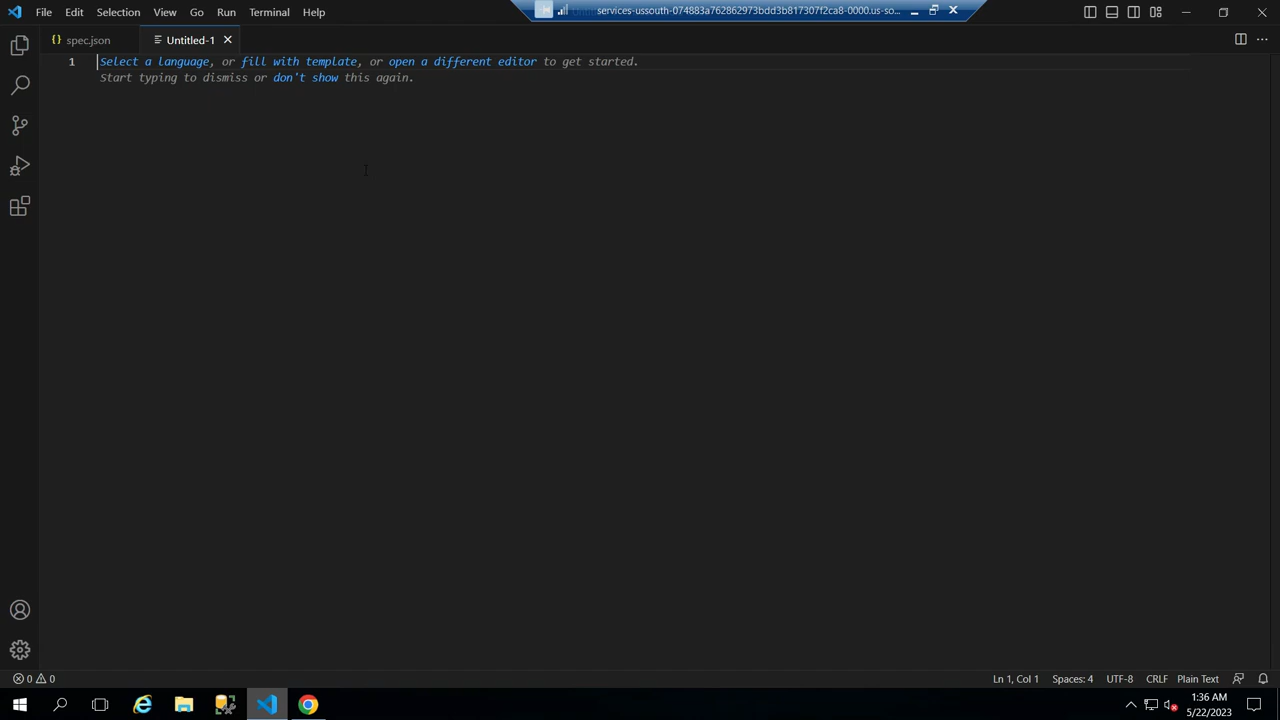 File Edit Selection View Go Run Terminal Help
services-ussouth-074883a762862973bdd3b817307f2ca8-0000.us-so...
{} spec.json
Untitled-1
1 Select a language, or fill with template, or open a different editor to get started.
Start typing to dismiss or don't show this again.
0 0
Ln 1, Col 1 Spaces: 4 UTF-8 CRLF Plain Text
1:36 AM
5/22/2023